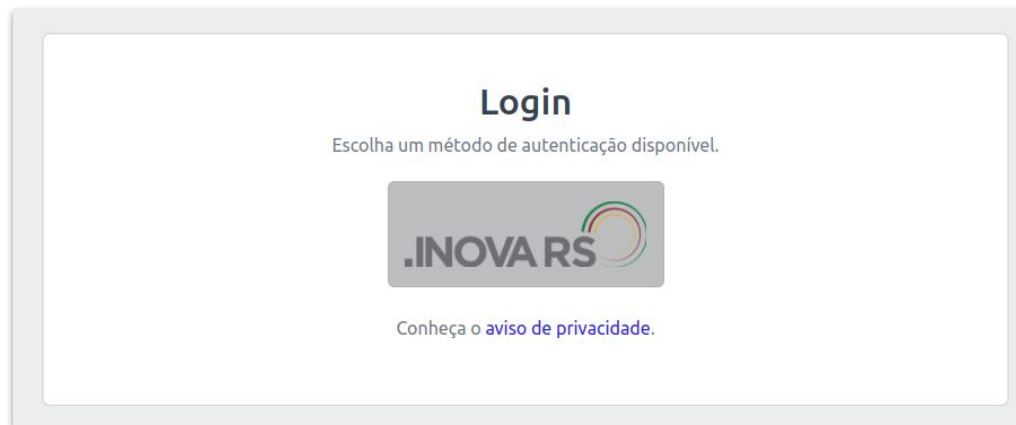 Login
Escolha um método de autenticação disponível.
.INOVA RS
Conheça o aviso de privacidade.